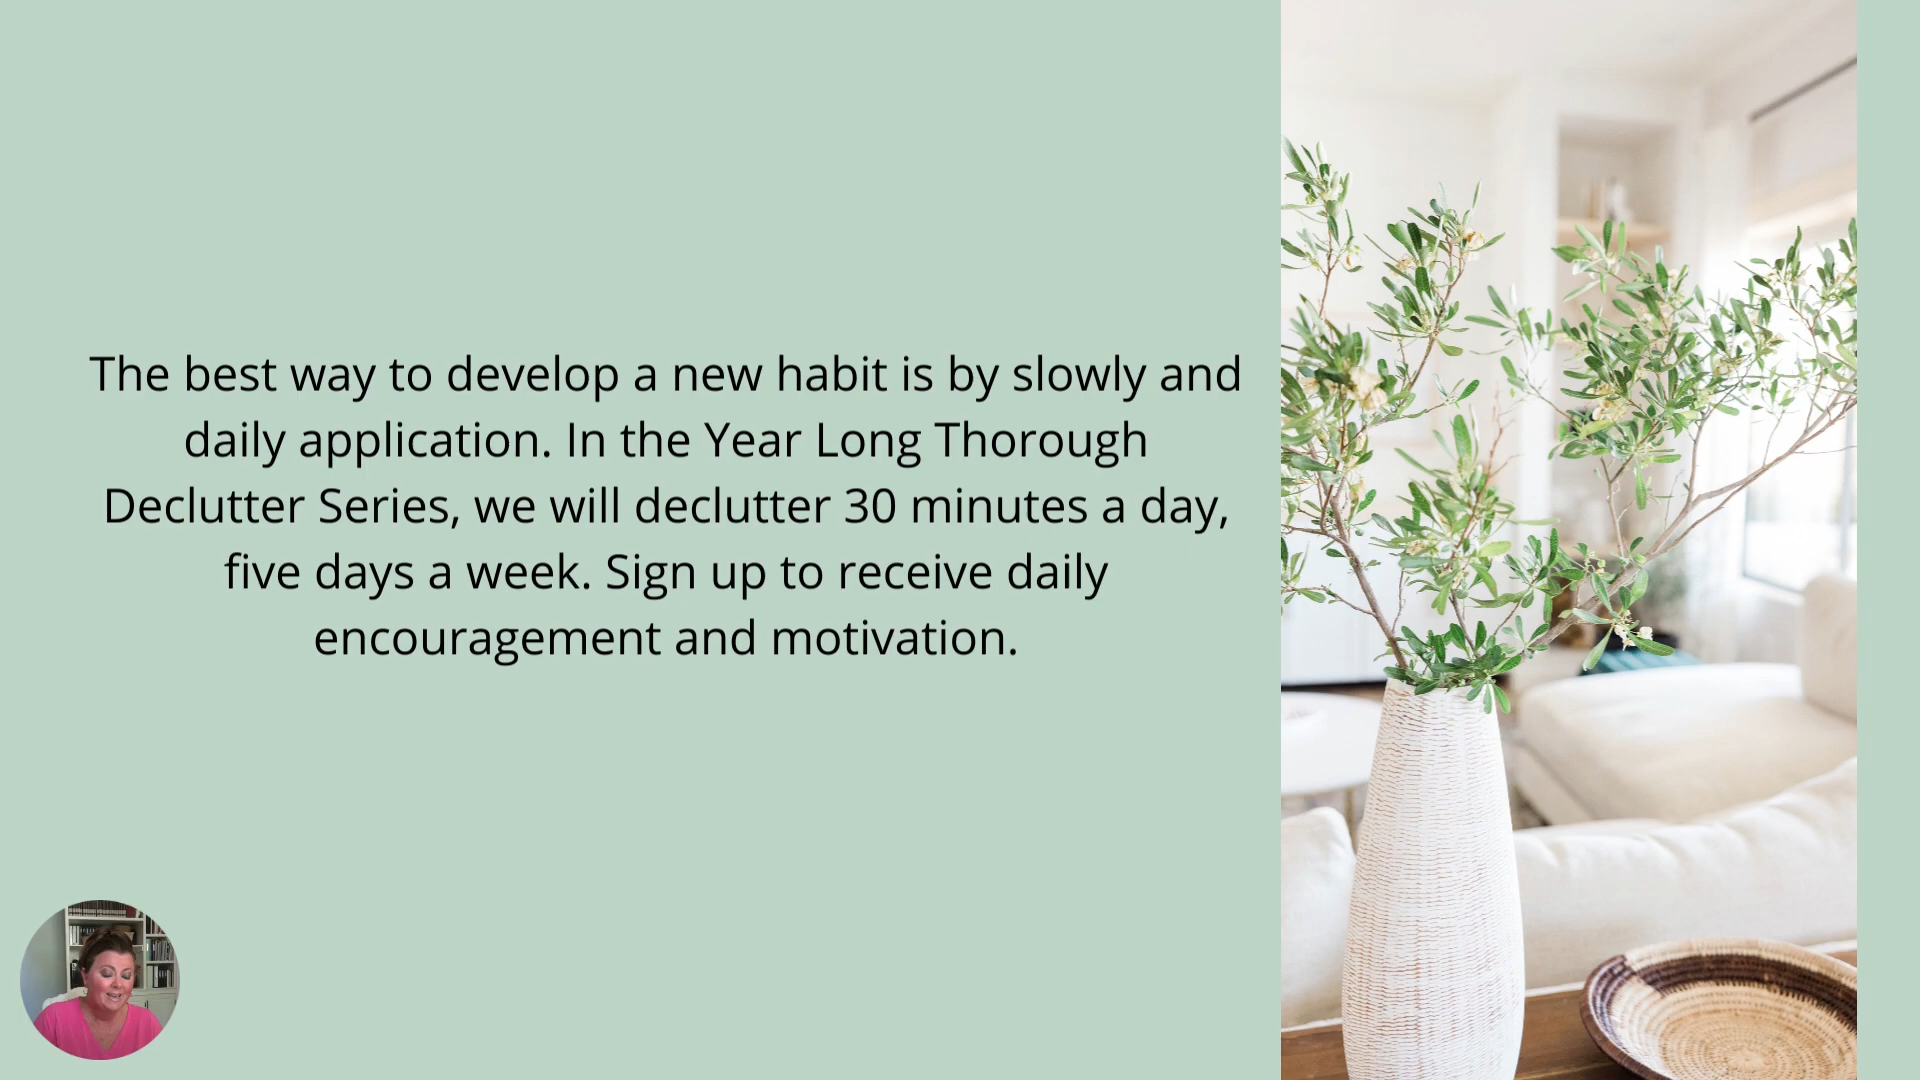 The best way to develop a new habit is by slowly and
daily application. In the Year Long Thorough
Declutter Series, we will declutter 30 minutes a day,
five days a week. Sign up to receive daily
encouragement and motivation.